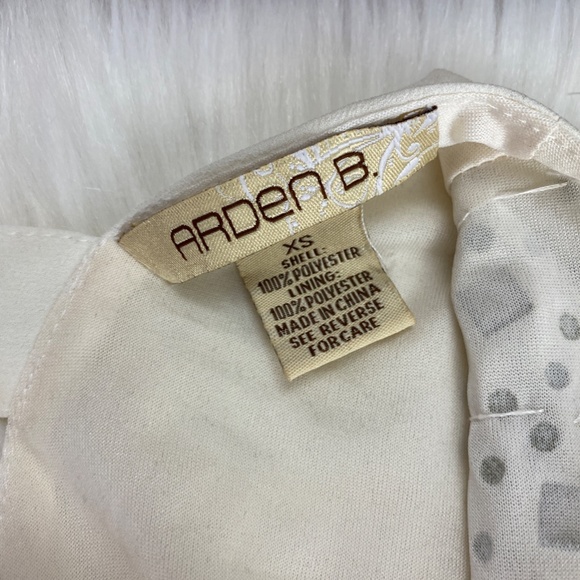 ARDen B.
XS
SHELL:
100% POLYESTER
LINING:
100% POLYESTER
MADE IN CHINA
SEE REVERSE
FOR CARE